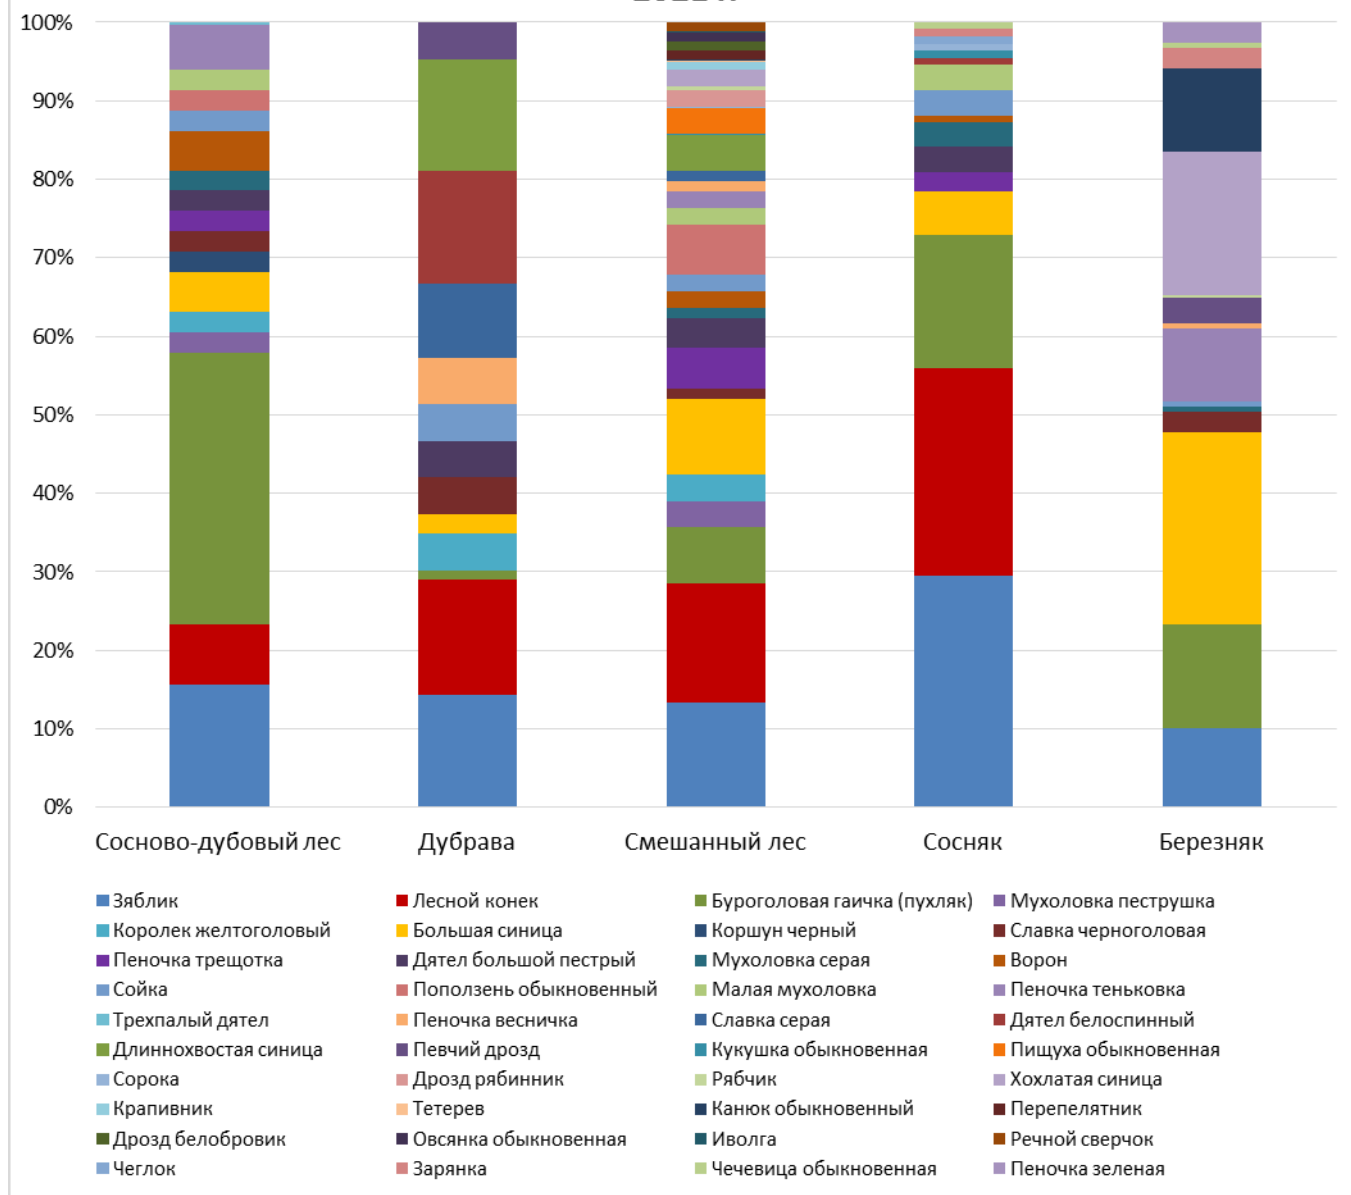 100%
90%
80%
70%
60%
50%
40%
30%
20%
10%
0%
Сосново-дубовый лес Дубрава Смешанный лес Сосняк Березняк
Зяблик Лесной конек Буроголовая гаичка (пухляк) Мухоловка пеструшка
Королек желтоголовый Большая синица Коршун черный Славка черноголовая
Пеночка трещотка Дятел большой пестрый Мухоловка серая Ворон
Сойка Поползень обыкновенный Малая мухоловка Пеночка теньковка
Трехпалый дятел Пеночка весничка Славка серая Дятел белоспинный
Длиннохвостая синица Певчий дрозд Кукушка обыкновенная Пищуха обыкновенная
Сорока Дрозд рябинник Рябчик Хохлатая синица
Крапивник Тетерев Канюк обыкновенный Перепелятник
Дрозд белобровик Овсянка обыкновенная Иволга Речной сверчок
Чеглок Зарянка Чечевица обыкновенная Пеночка зеленая